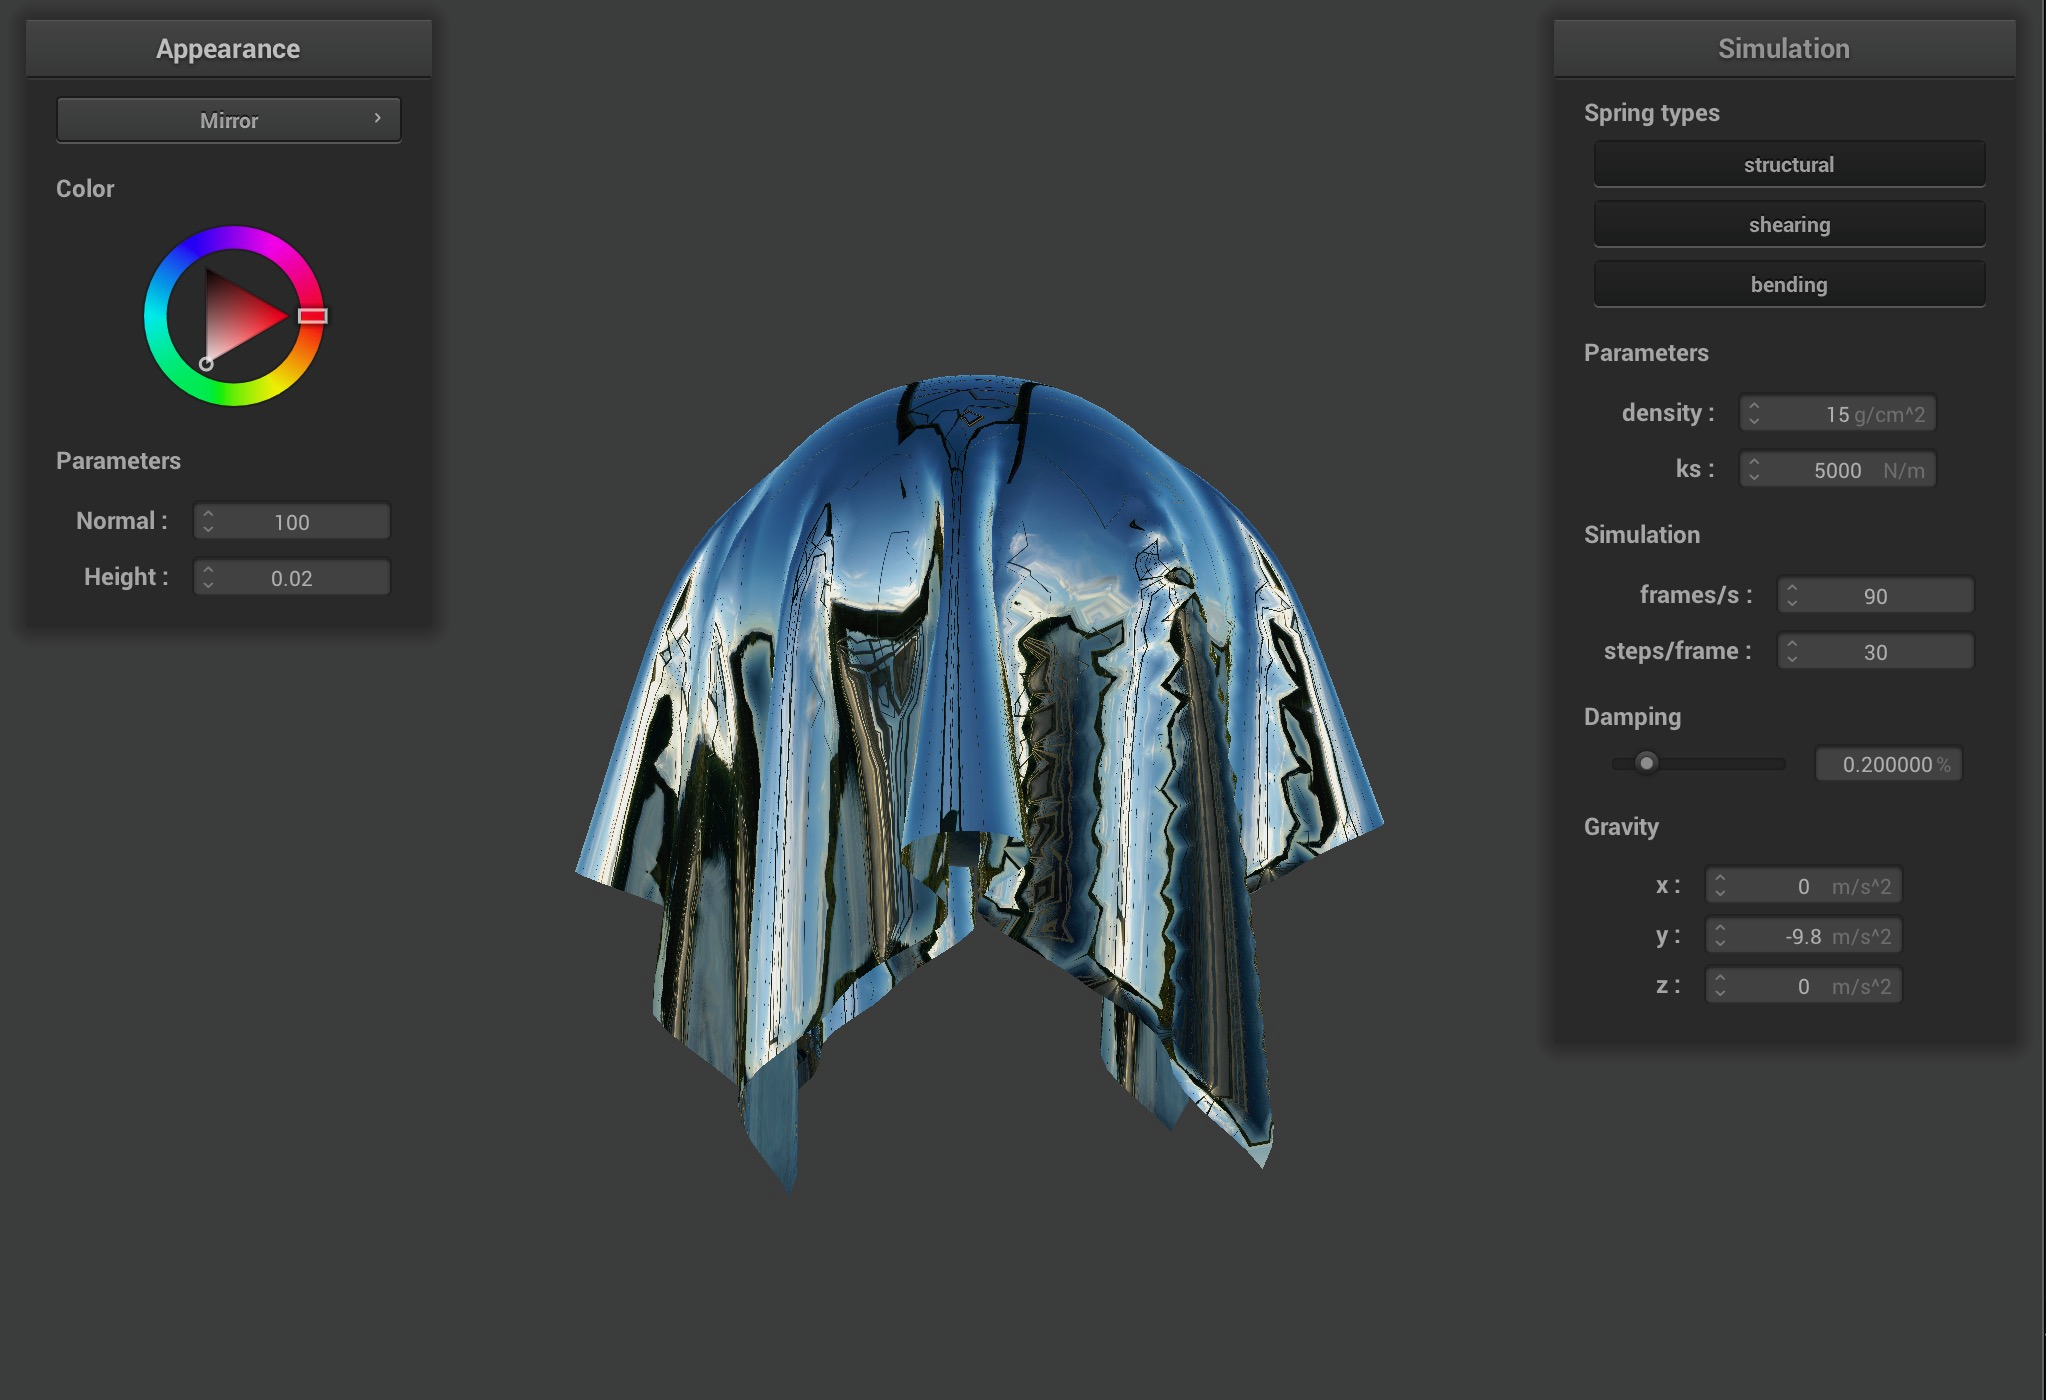 Appearance
Mirror
Color
Parameters
Normal : 100
Height : 0.02
Simulation
Spring types
structural
shearing
bending
Parameters
density : 15 g/cm^2
ks : 5000 N/m
Simulation
frames/s : 90
steps/frame : 30
Damping
0.200000 %
Gravity
x : 0 m/s^2
y : -9.8 m/s^2
z : 0 m/s^2